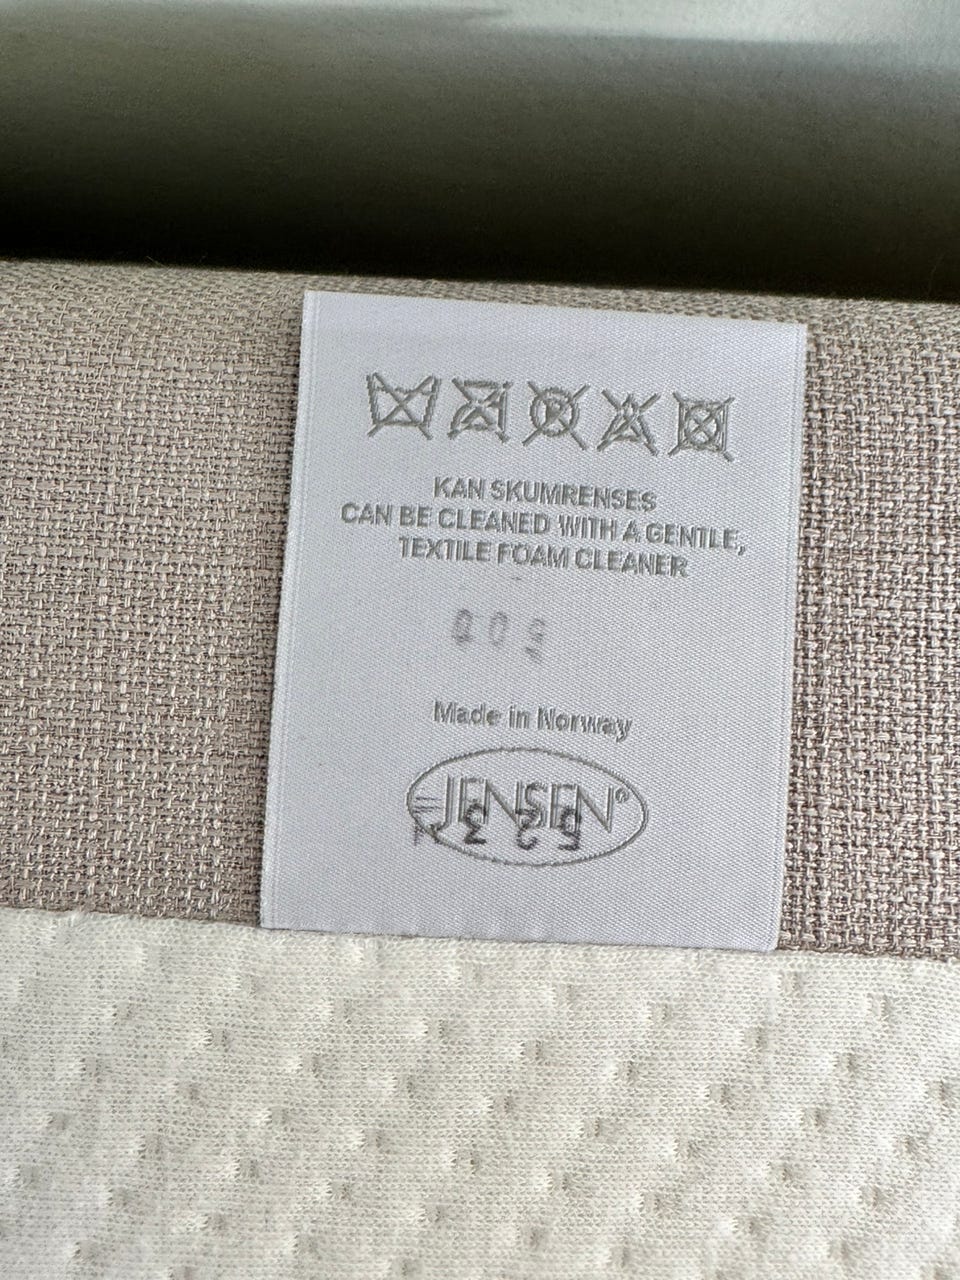 KAN SKUMRENSES
CAN BE CLEANED WITH A GENTLE,
TEXTILE FOAM CLEANER
Made in Norway
JENSEN®